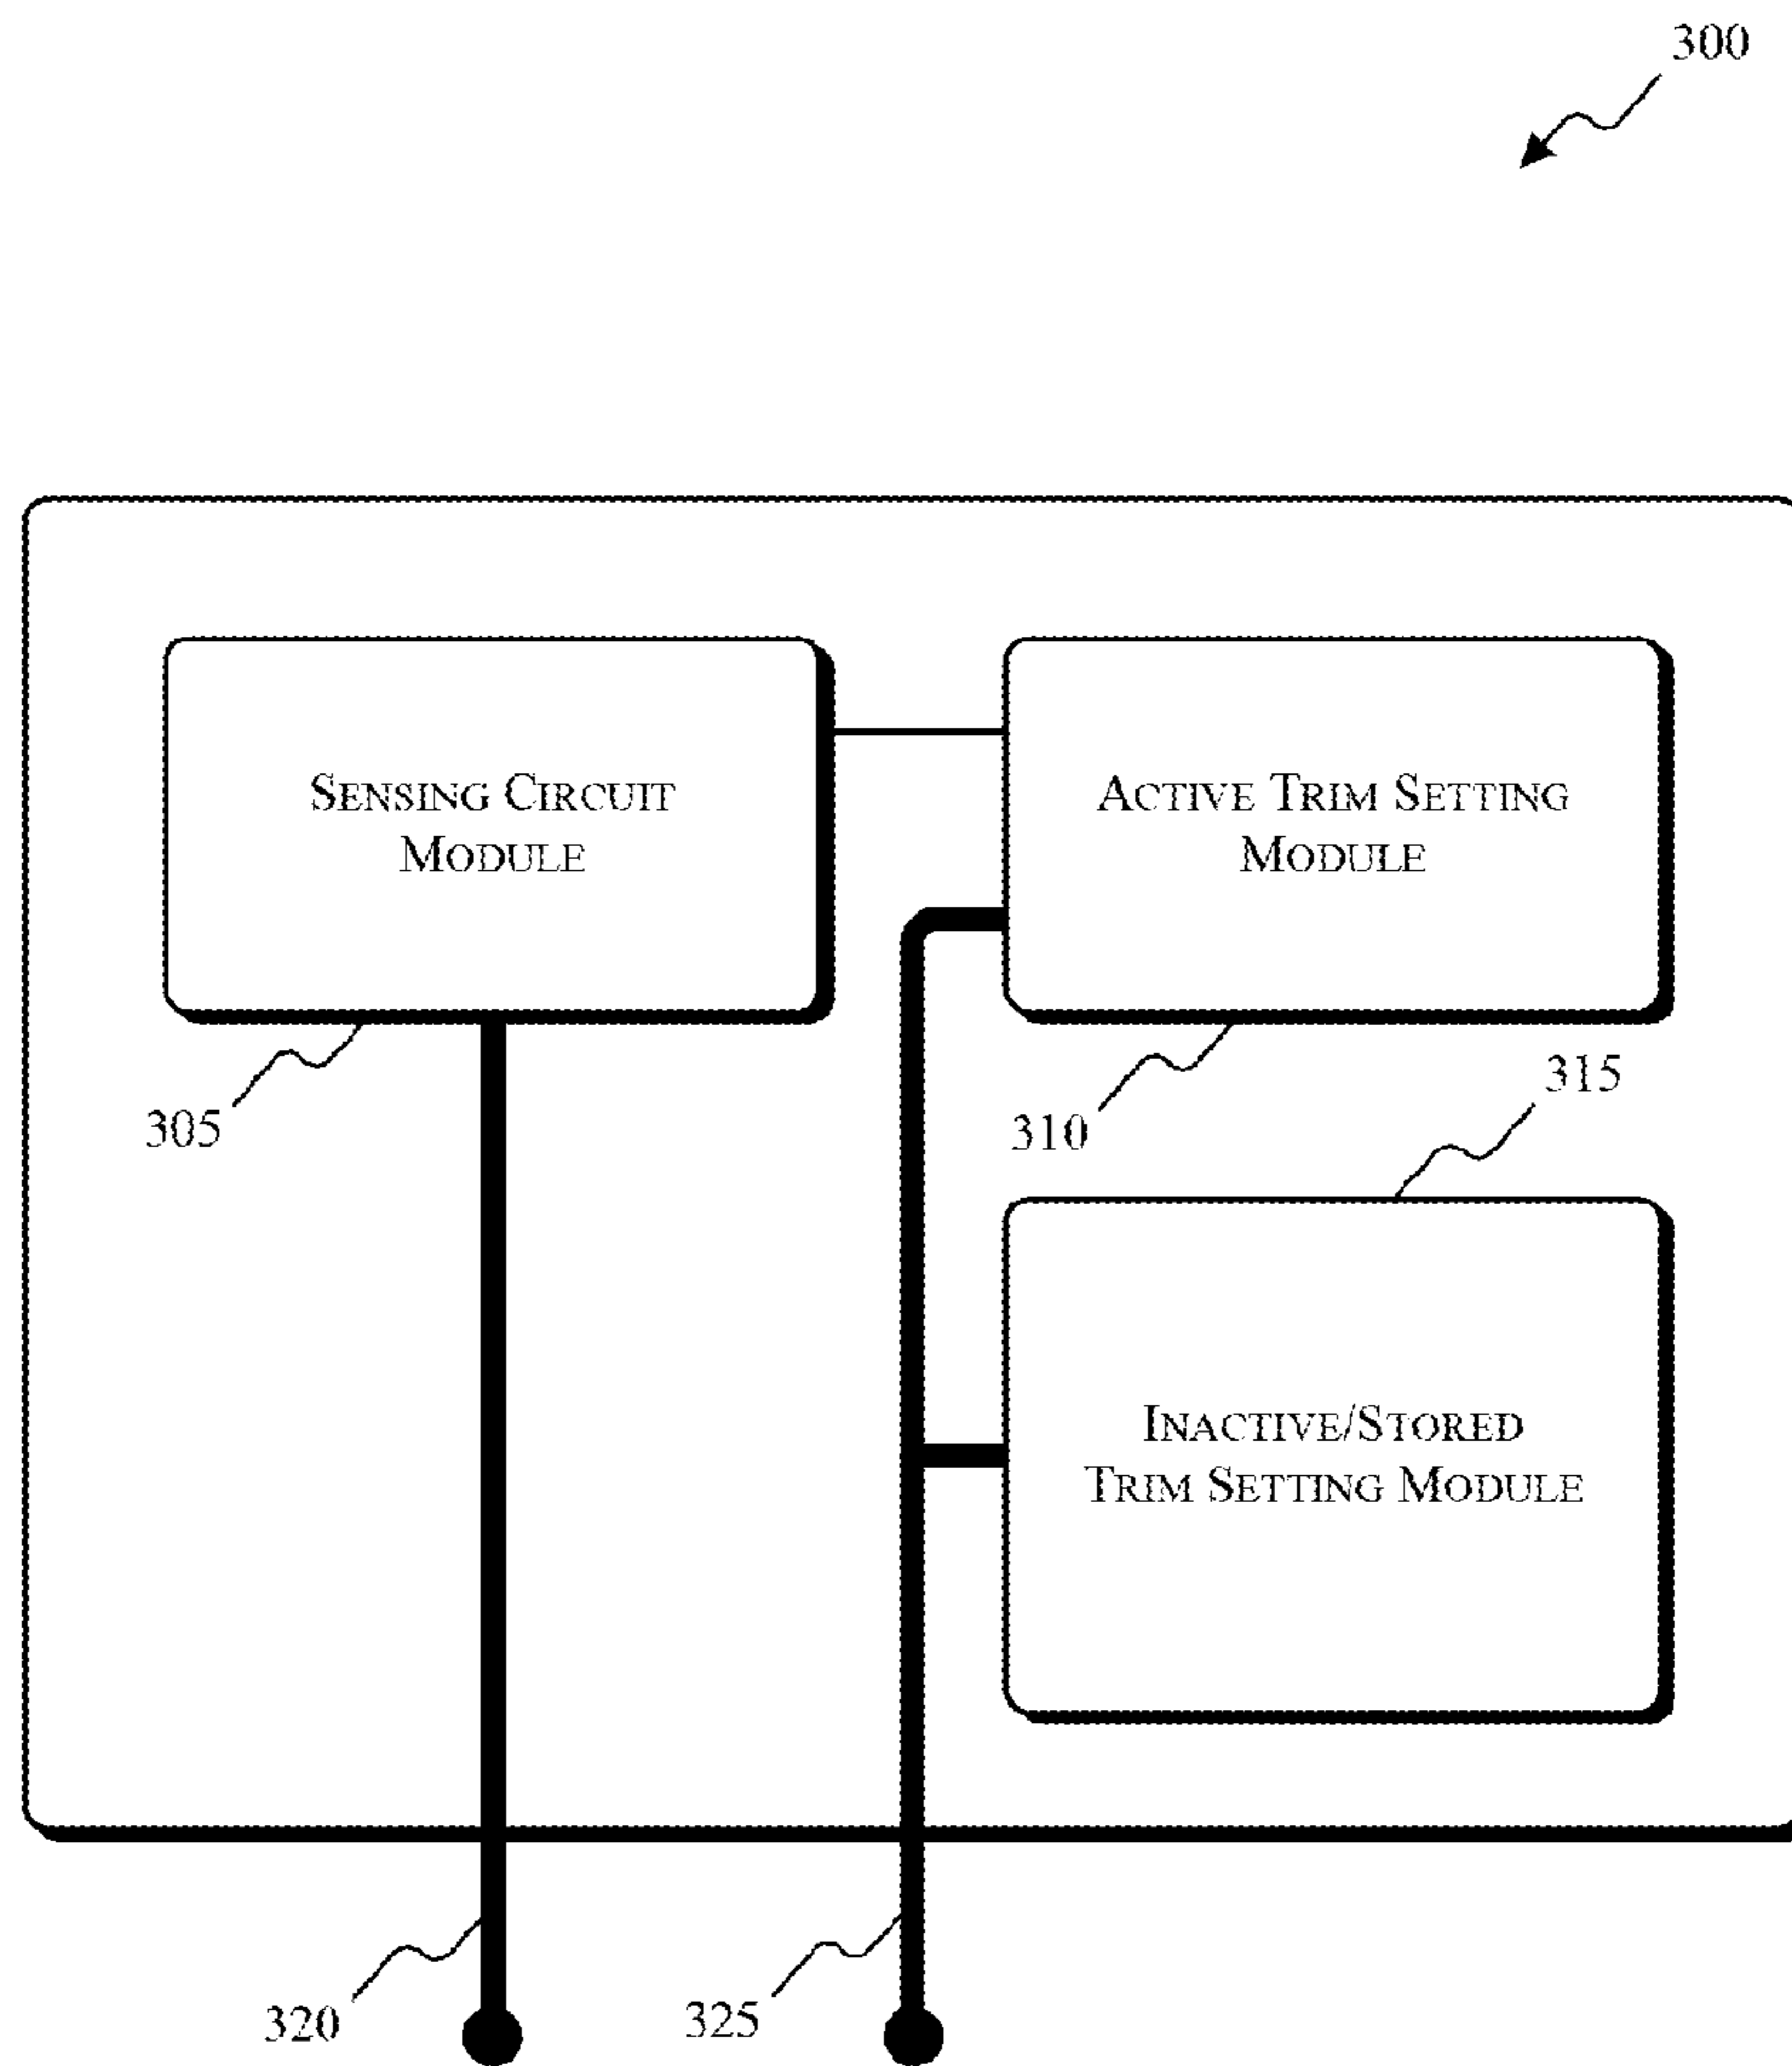 300
SENSING CIRCUIT
MODULE
ACTIVE TRIM SETTING
MODULE
305
310
315
INACTIVE/STORED
TRIM SETTING MODULE
320
325